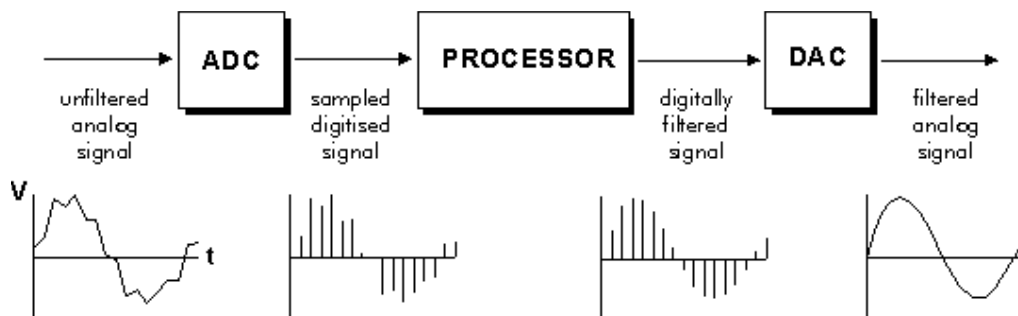 ADC
PROCESSOR
DAC
unfiltered
analog
signal
sampled
digitised
signal
digitally
filtered
signal
filtered
analog
signal
V
t